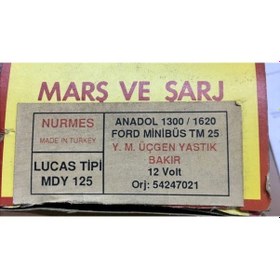 MARŞ VE ŞARJ
NURMES
MADE IN TURKEY
LUCAS TİPİ
MDY 125
ANADOL 1300 / 1620
FORD MİNİBÜS TM 25
Y. M. ÜÇGEN YASTIK
BAKIR
12 Volt
Orj: 54247021